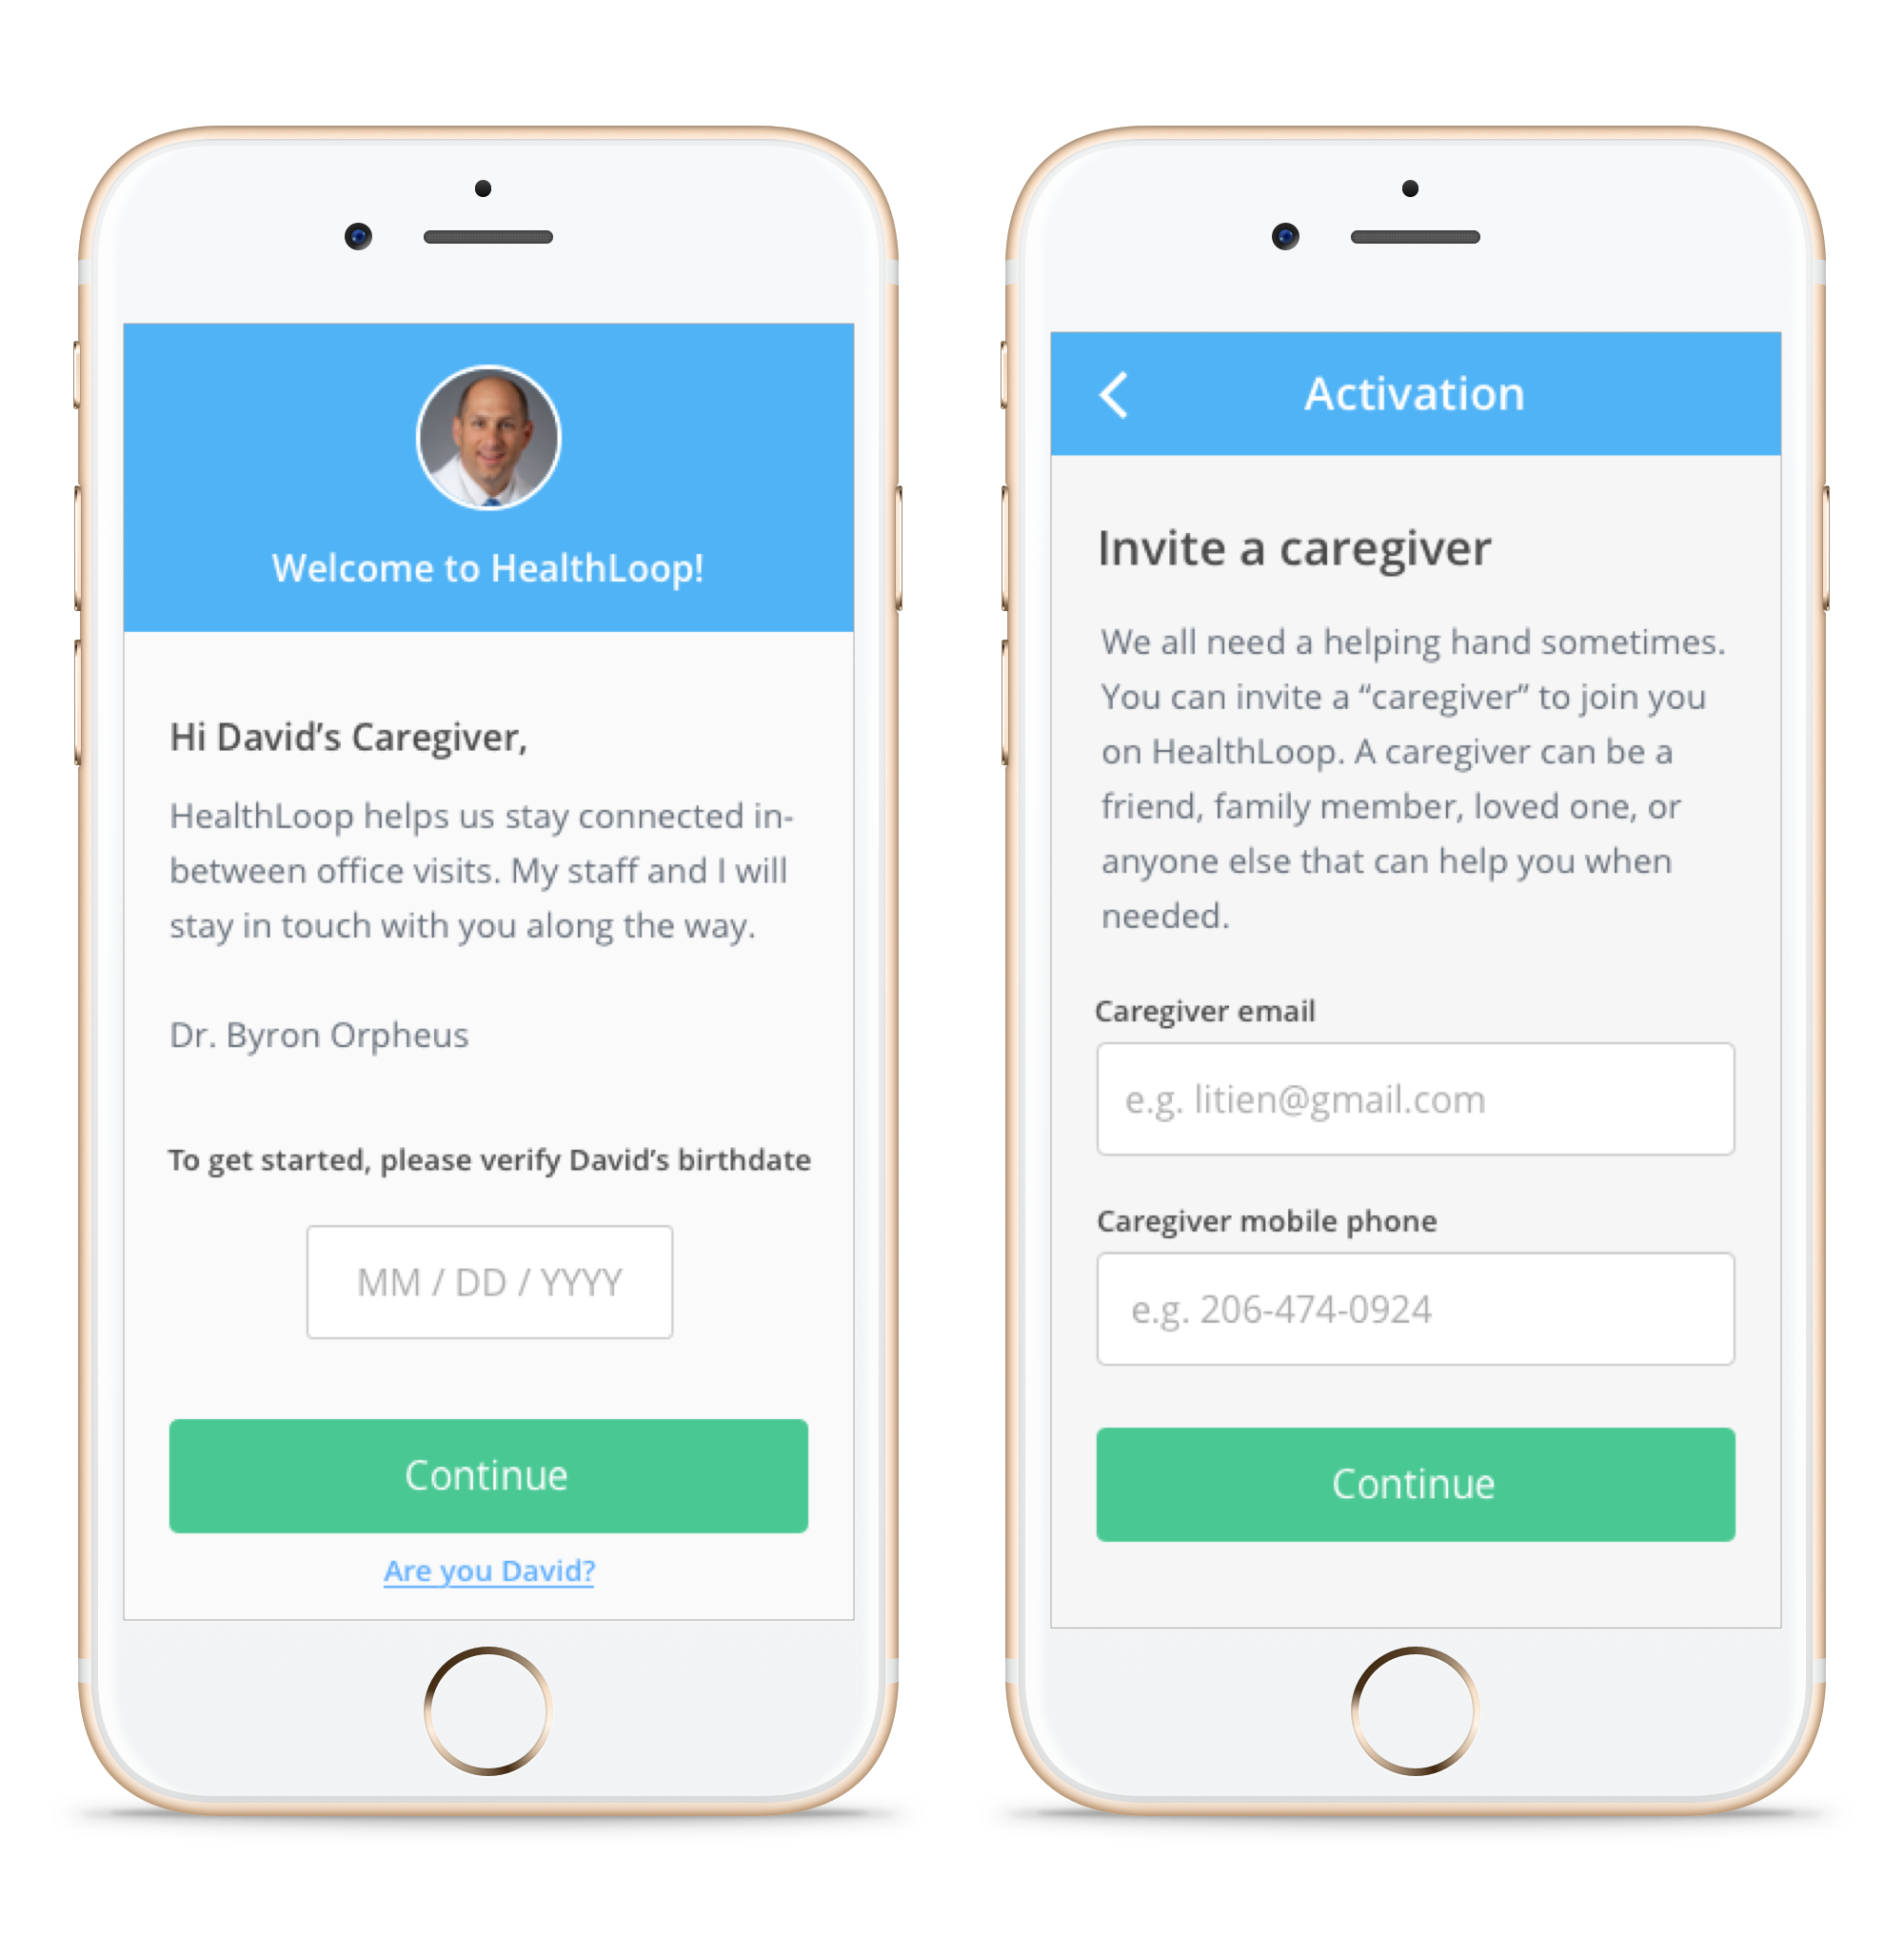 Welcome to HealthLoop!
Hi David’s Caregiver,
HealthLoop helps us stay connected in-
between office visits. My staff and I will
stay in touch with you along the way.
Dr. Byron Orpheus
To get started, please verify David’s birthdate
MM / DD / YYYY
Continue
Are you David?
Activation
Invite a caregiver
We all need a helping hand sometimes.
You can invite a “caregiver” to join you
on HealthLoop. A caregiver can be a
friend, family member, loved one, or
anyone else that can help you when
needed.
Caregiver email
e.g. litien@gmail.com
Caregiver mobile phone
e.g. 206-474-0924
Continue